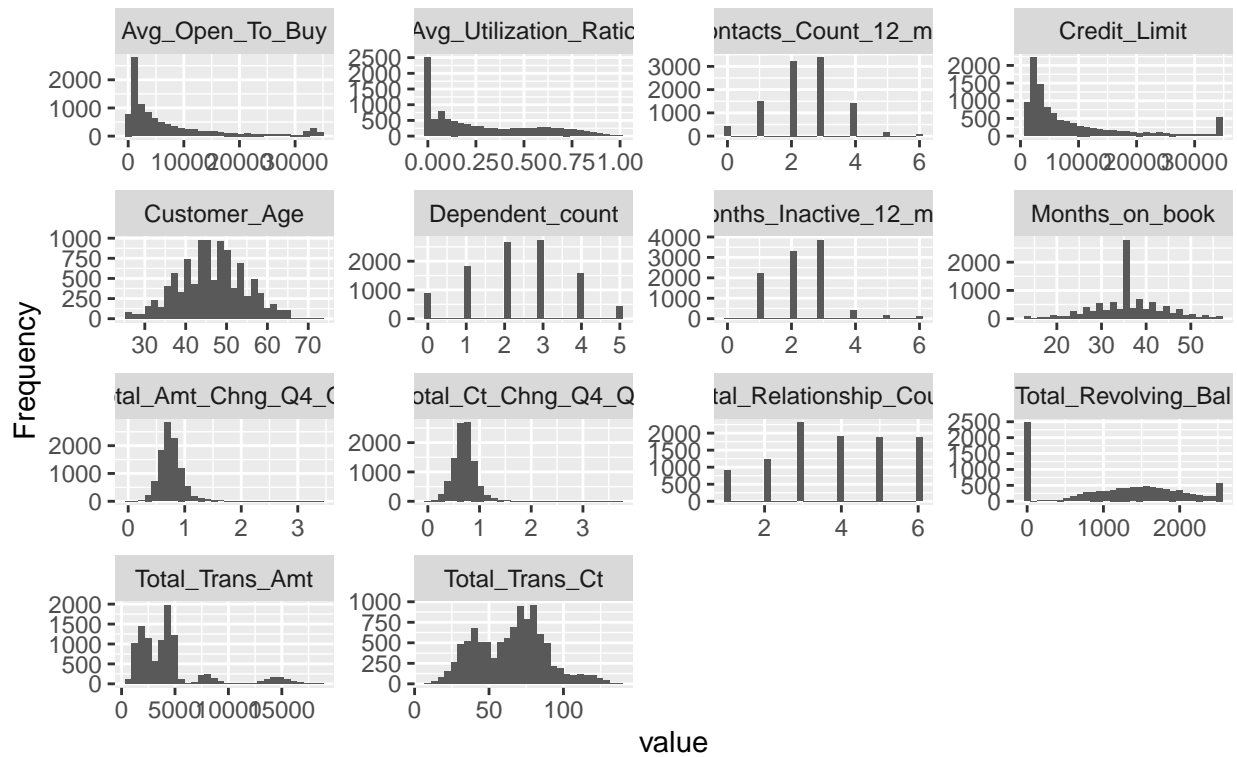 Avg_Open_To_Buy
2000
1000
0
0 10000 20000 30000
Avg_Utilization_Ratio
2500
2000
1500
1000
500
0
0.00 0.25 0.50 0.75 1.00
ontacts_Count_12_m
3000
2000
1000
0
0 2 4 6
Credit_Limit
2000
1500
1000
500
0
0 10000 20000 30000
Customer_Age
1000
750
500
250
0
30 40 50 60 70
Dependent_count
2000
1000
0
0 1 2 3 4 5
onths_Inactive_12_m
4000
3000
2000
1000
0
0 2 4 6
Months_on_book
2000
1000
0
20 30 40 50
Frequency
tal_Amt_Chng_Q4_Q
2000
1000
0
0 1 2 3
otal_Ct_Chng_Q4_Q
2000
1000
0
0 1 2 3
tal_Relationship_Cou
2000
1500
1000
500
0
2 4 6
Total_Revolving_Bal
2500
2000
1500
1000
500
0
0 1000 2000
Total_Trans_Amt
2000
1500
1000
500
0
0 5000 10000 15000
Total_Trans_Ct
1000
750
500
250
0
50 100
value